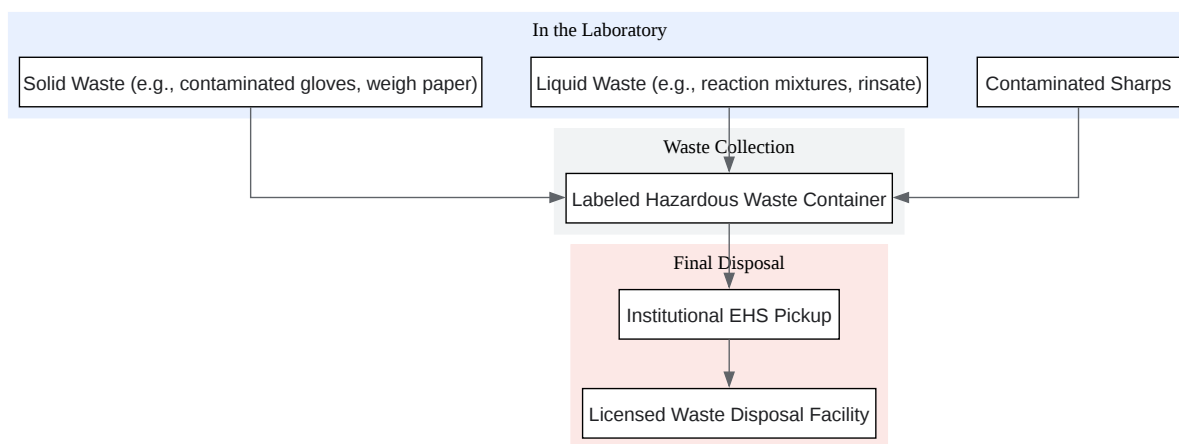 In the Laboratory
Solid Waste (e.g., contaminated gloves, weigh paper)
Liquid Waste (e.g., reaction mixtures, rinsate)
Contaminated Sharps
Waste Collection
Labeled Hazardous Waste Container
Final Disposal
Institutional EHS Pickup
Licensed Waste Disposal Facility